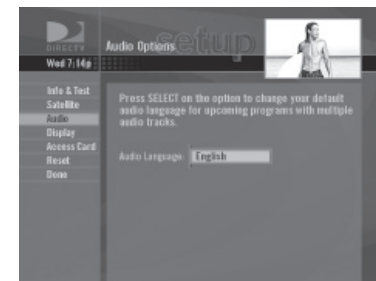 DIRECTV
Audio Options
setup
Wed 7:14p
Info & Test
Satellite
Audio
Display
Access Card
Reset
Done
Press SELECT on the option to change your default
audio language for upcoming programs with multiple
audio tracks.
Audio Language: English